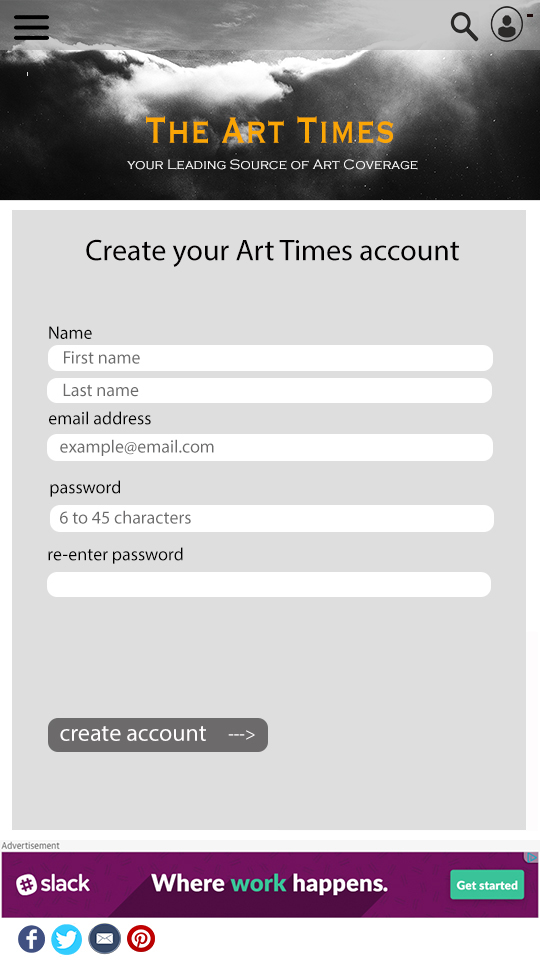 The Art Times
your Leading Source of Art Coverage
Create your Art Times account
Name
First name
Last name
email address
example@email.com
password
6 to 45 characters
re-enter password
create account --->
Advertisement
slack Where work happens. Get started